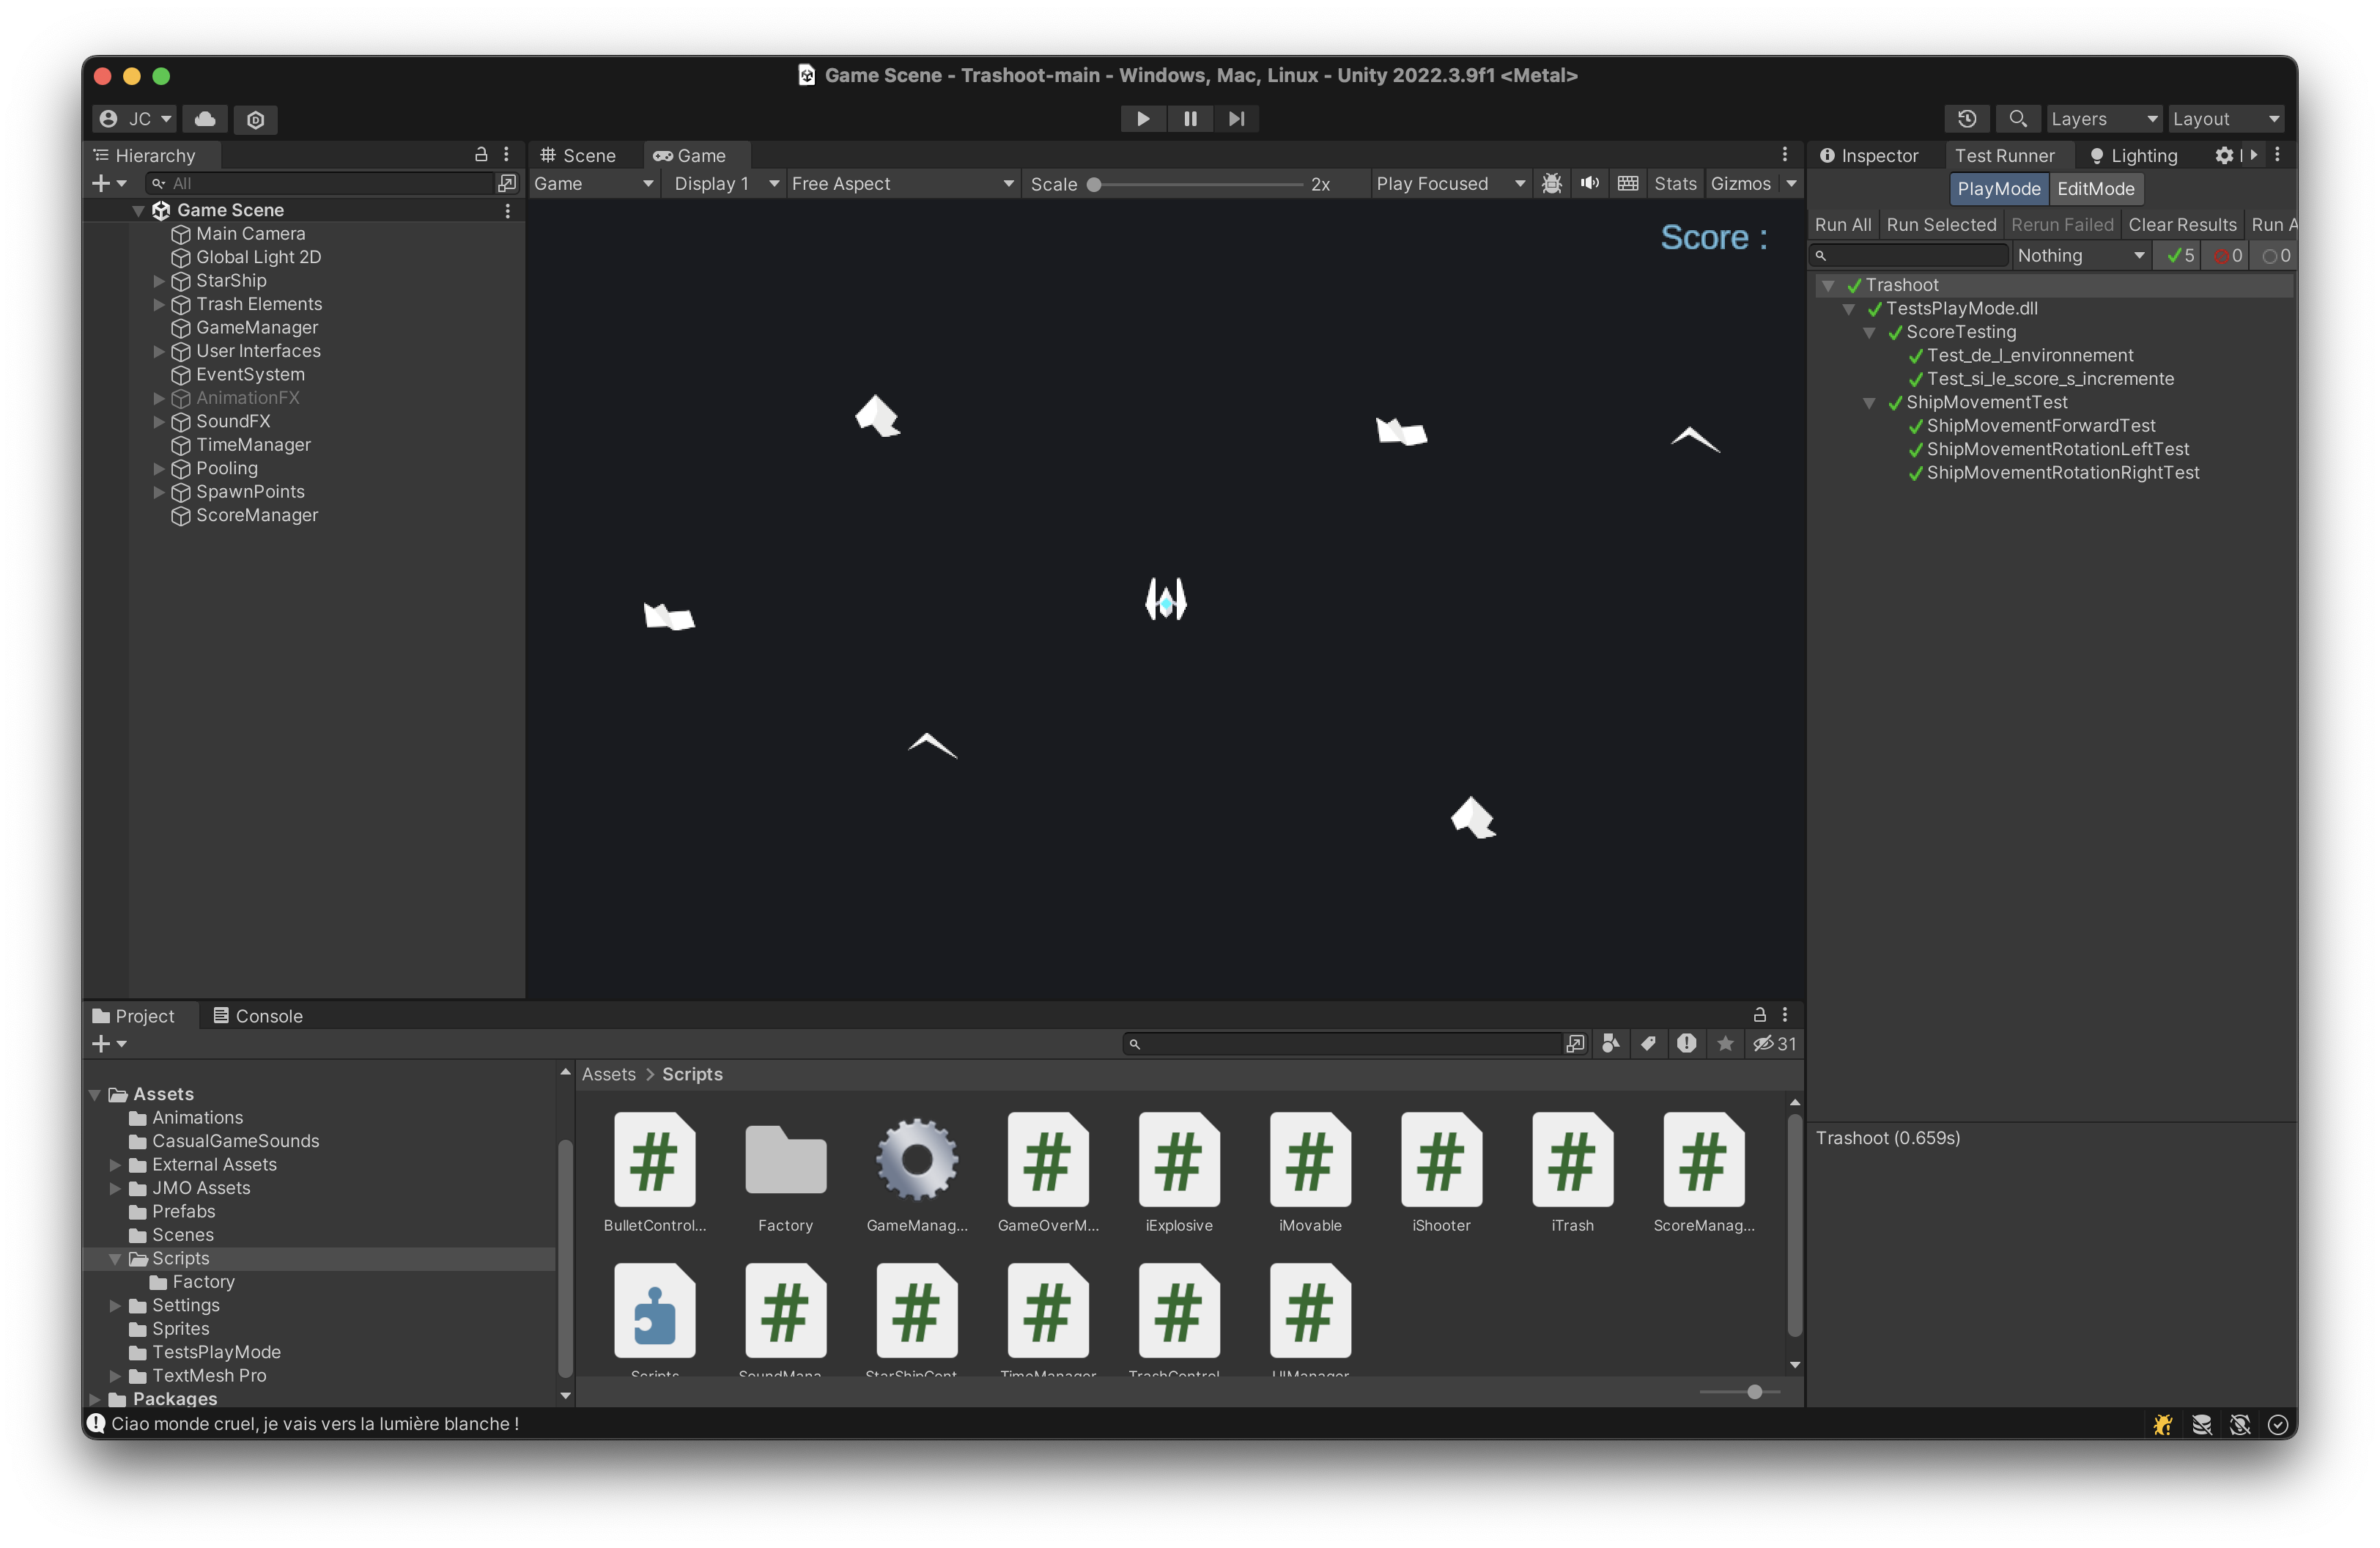 Game Scene - Trashoot-main - Windows, Mac, Linux - Unity 2022.3.9f1 <Metal>
JC
Layers
Layout
Hierarchy
All
Game Scene
Main Camera
Global Light 2D
StarShip
Trash Elements
GameManager
User Interfaces
EventSystem
AnimationFX
SoundFX
TimeManager
Pooling
SpawnPoints
ScoreManager
Scene
Game
Game
Display 1
Free Aspect
Scale
2x
Play Focused
Stats
Gizmos
Score :
Inspector
Test Runner
Lighting
PlayMode
EditMode
Run All
Run Selected
Rerun Failed
Clear Results
Run A
Nothing
5
0
0
Trashoot
TestsPlayMode.dll
ScoreTesting
Test_de_l_environnement
Test_si_le_score_s_incremente
ShipMovementTest
ShipMovementForwardTest
ShipMovementRotationLeftTest
ShipMovementRotationRightTest
Trashoot (0.659s)
Project
Console
31
Assets
Animations
CasualGameSounds
External Assets
JMO Assets
Prefabs
Scenes
Scripts
Factory
Settings
Sprites
TestsPlayMode
TextMesh Pro
Packages
Assets > Scripts
BulletControl...
Factory
GameManag...
GameOverM...
iExplosive
iMovable
iShooter
iTrash
ScoreManag...
Scripts
SoundMana...
StarShipCont...
TimeManager
TrashControl...
UIManager
Ciao monde cruel, je vais vers la lumière blanche !